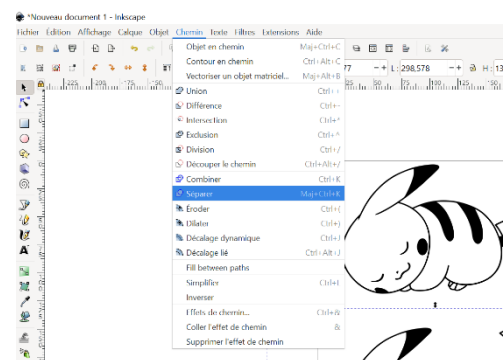 *Nouveau document 1 - Inkscape
Fichier Édition Affichage Calque Objet Chemin Texte Filtres Extensions Aide
Objet en chemin Maj+Ctrl+C
Contour en chemin Ctrl+Alt+C
Vectoriser un objet matriciel... Maj+Alt+B
L: 298,578 - + H: 13
Union Ctrl++
Différence Ctrl+-
Intersection Ctrl+*
Exclusion Ctrl+^
Division Ctrl+/
Découper le chemin Ctrl+Alt+/
Combiner Ctrl+K
Séparer Maj+Ctrl+K
Éroder Ctrl+(
Dilater Ctrl+)
Décalage dynamique Ctrl+J
Décalage lié Ctrl+Alt+J
Fill between paths
Simplifier Ctrl+L
Inverser
Effets de chemin... Ctrl+&
Coller l'effet de chemin &
Supprimer l'effet de chemin